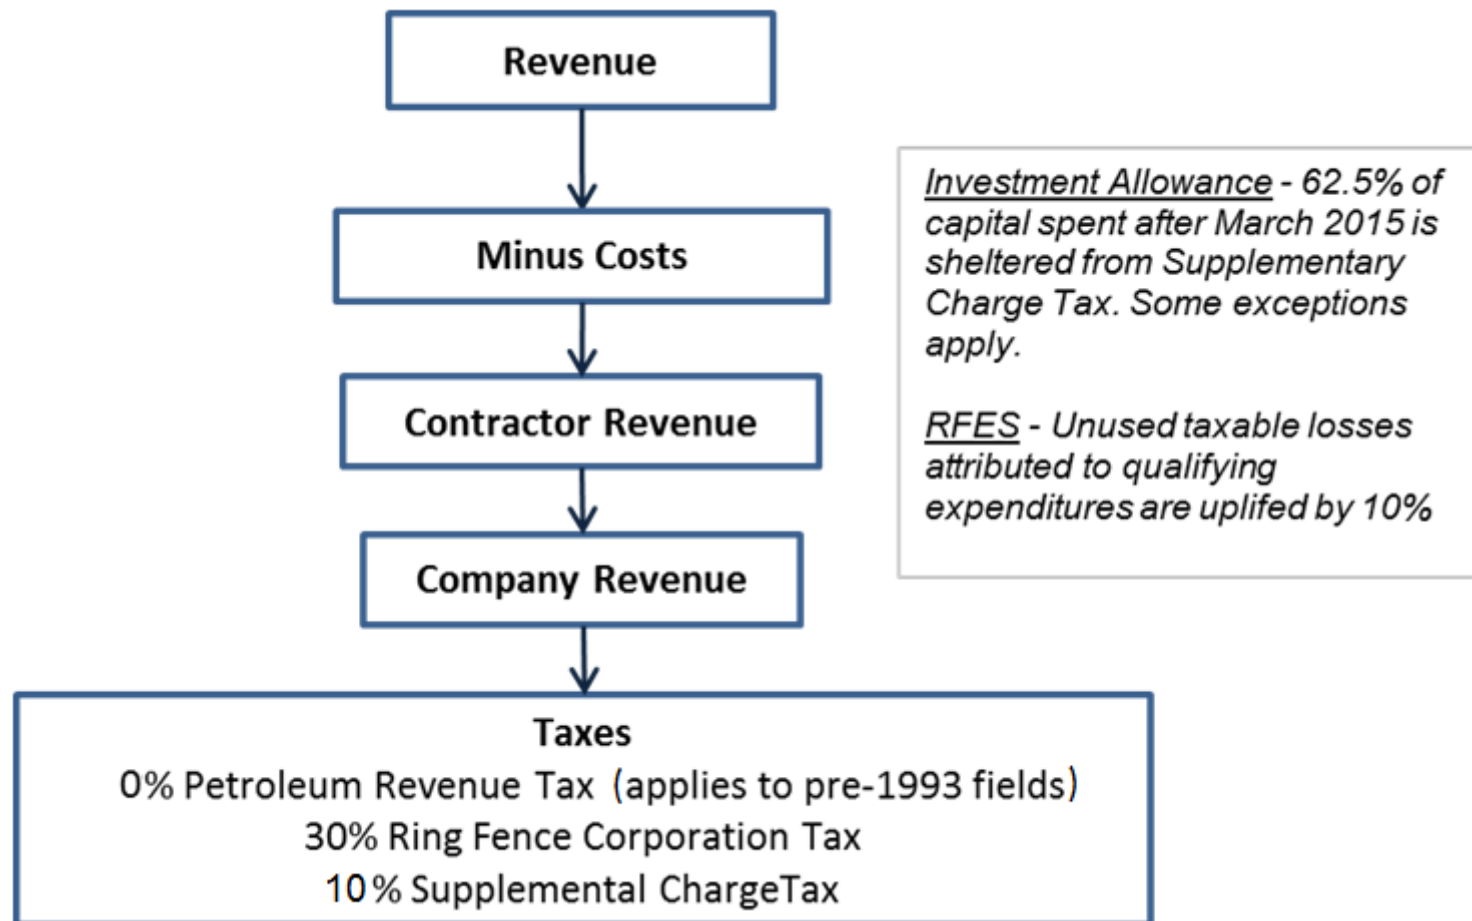 Revenue
Minus Costs
Contractor Revenue
Company Revenue
Taxes
0% Petroleum Revenue Tax (applies to pre-1993 fields)
30% Ring Fence Corporation Tax
10% Supplemental ChargeTax
Investment Allowance - 62.5% of
capital spent after March 2015 is
sheltered from Supplementary
Charge Tax. Some exceptions
apply.
RFES - Unused taxable losses
attributed to qualifying
expenditures are uplifed by 10%